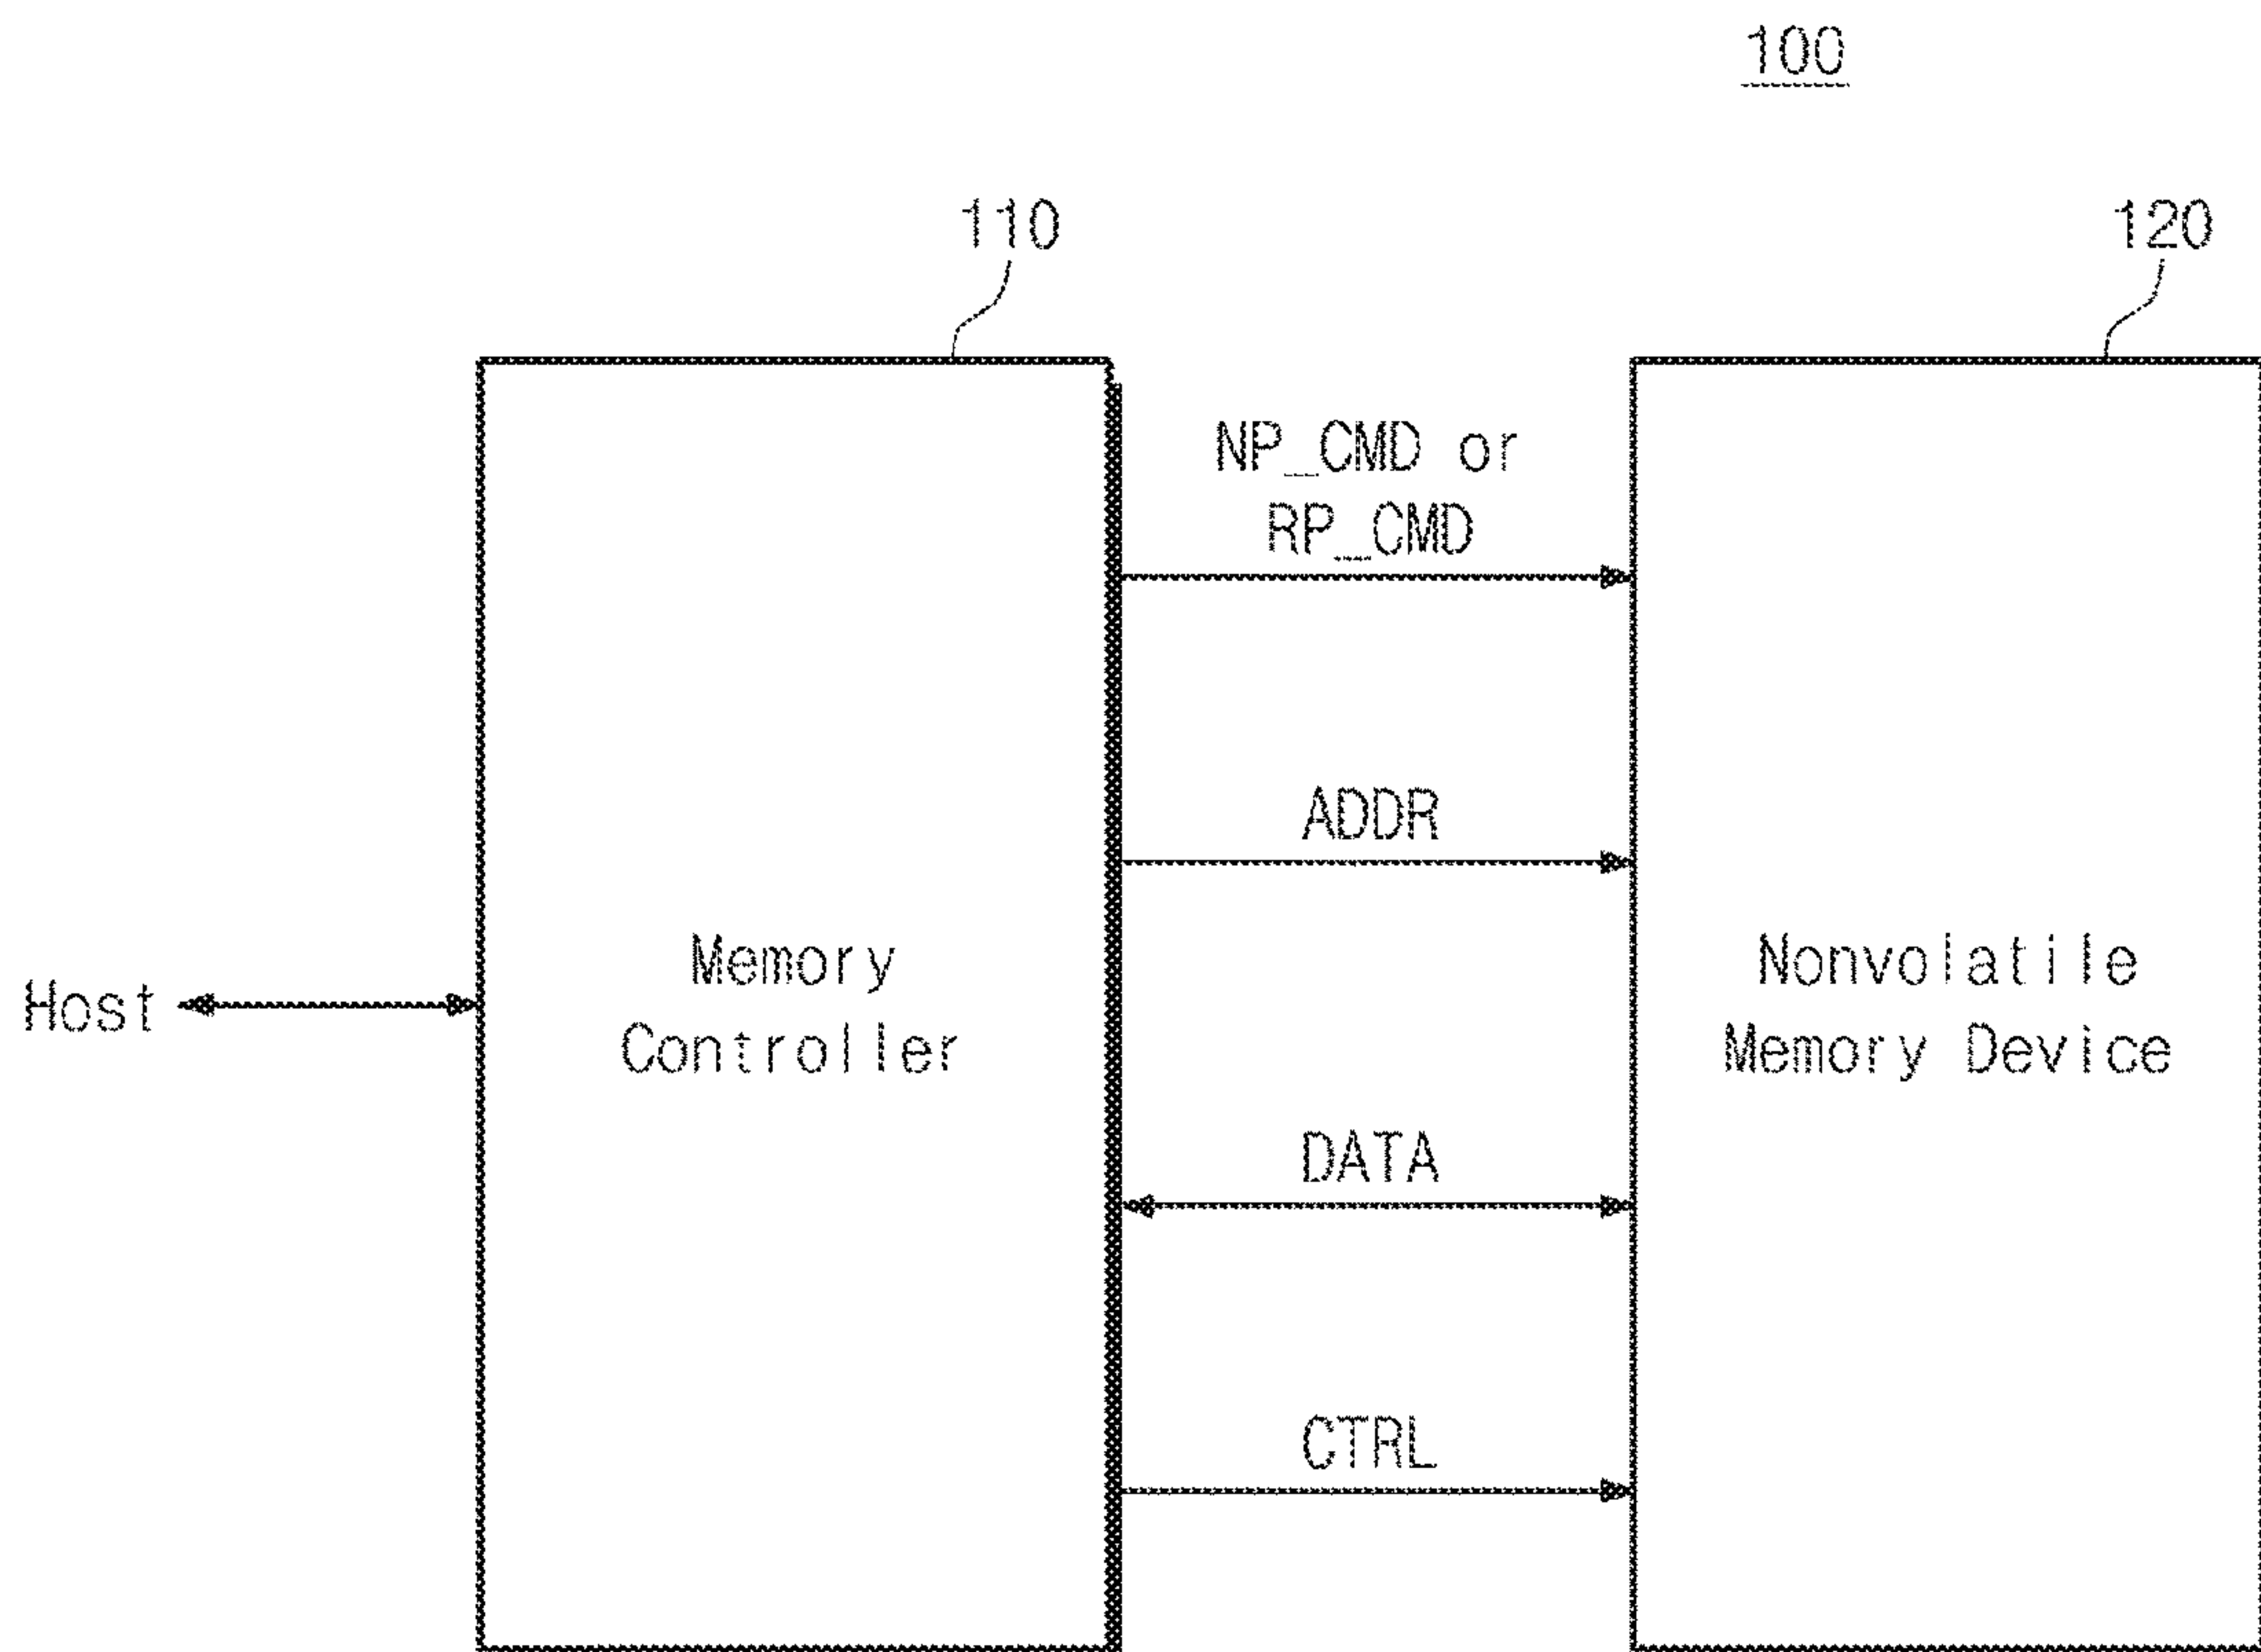 100
110
120
NP_CMD or
RP_CMD
ADDR
Host
Memory
Controller
Nonvolatile
Memory Device
DATA
CTRL